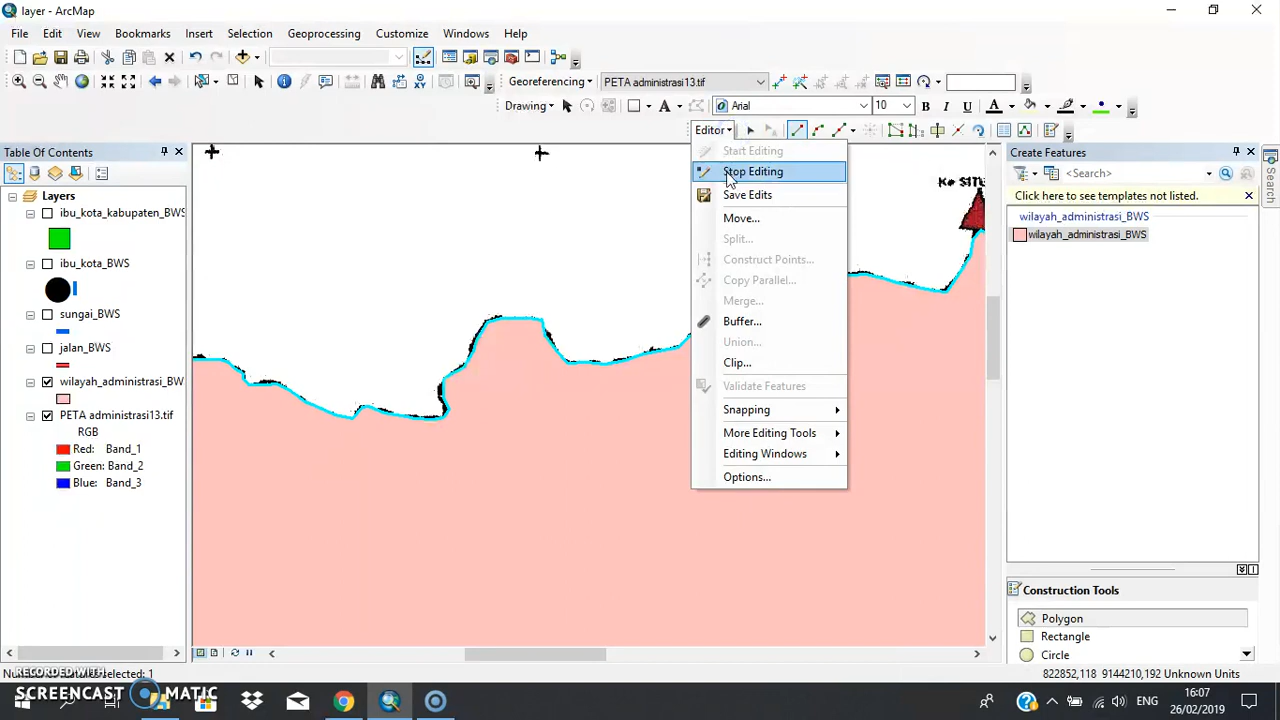 layer - ArcMap
File Edit View Bookmarks Insert Selection Geoprocessing Customize Windows Help
Georeferencing PETA administrasi13.tif
Drawing Arial 10 B I U A
Editor
Start Editing
Stop Editing
Save Edits
Move...
Split...
Construct Points...
Copy Parallel...
Merge...
Buffer...
Union...
Clip...
Validate Features
Snapping
More Editing Tools
Editing Windows
Options...
Table Of Contents
Layers
ibu_kota_kabupaten_BWS
ibu_kota_BWS
sungai_BWS
jalan_BWS
wilayah_administrasi_BW
PETA administrasi13.tif
RGB
Red: Band_1
Green: Band_2
Blue: Band_3
Ke SITU
Create Features
<Search>
Click here to see templates not listed.
wilayah_administrasi_BWS
wilayah_administrasi_BWS
Search
Construction Tools
Polygon
Rectangle
Circle
822852,118 9144210,192 Unknown Units
RECORDED WITH
SCREENCAST MATIC
ENG
16:07
26/02/2019